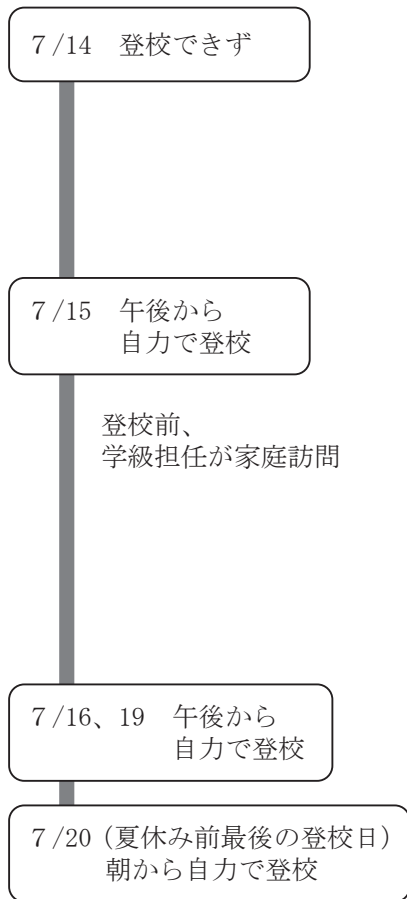 ７/14　登校できず
７/15　午後から
自力で登校
登校前、
学級担任が家庭訪問
７/16、19　午後から
自力で登校
７/20（夏休み前最後の登校日）
朝から自力で登校